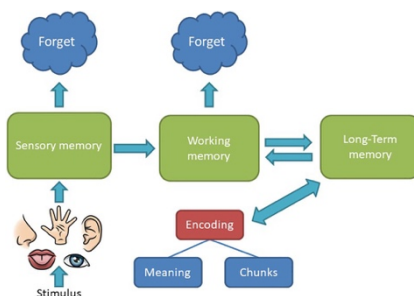 Forget
Forget
Sensory memory
Working
memory
Long-Term
memory
Encoding
Meaning
Chunks
Stimulus